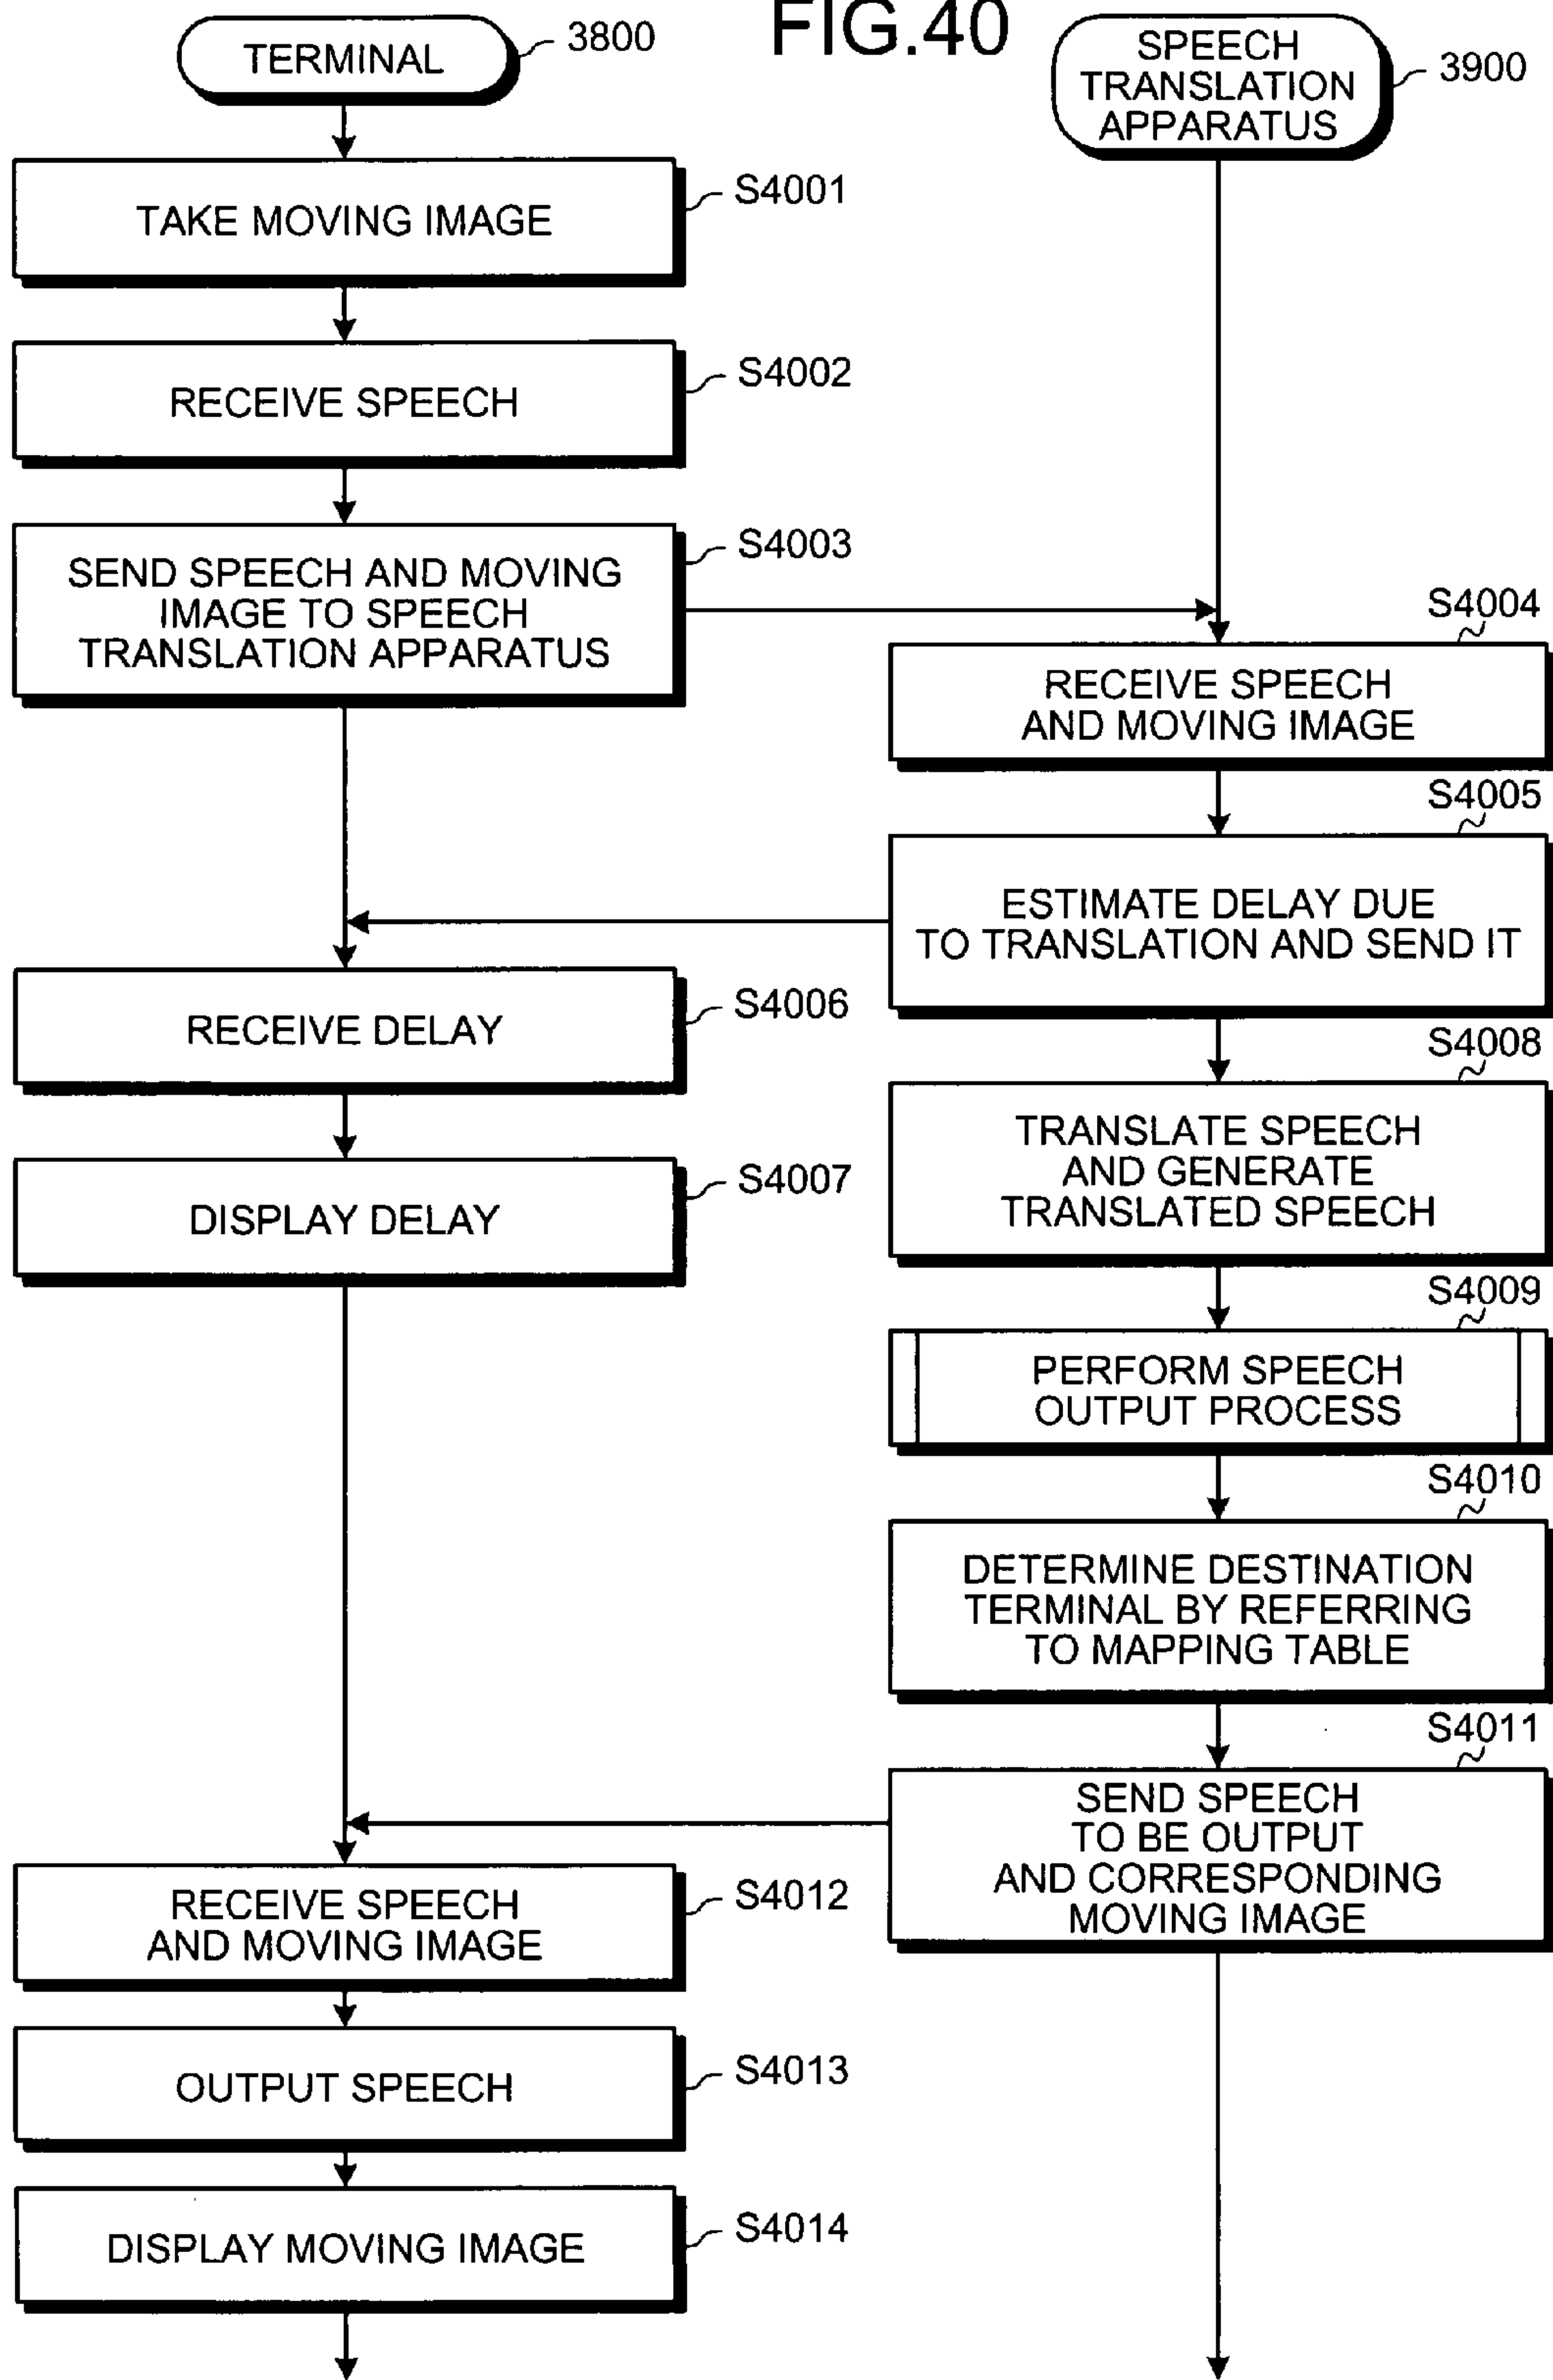 FIG.40
TERMINAL
3800
SPEECH
TRANSLATION
APPARATUS
3900
S4001
TAKE MOVING IMAGE
S4002
RECEIVE SPEECH
S4003
SEND SPEECH AND MOVING
IMAGE TO SPEECH
TRANSLATION APPARATUS
S4004
RECEIVE SPEECH
AND MOVING IMAGE
S4005
ESTIMATE DELAY DUE
TO TRANSLATION AND SEND IT
S4006
RECEIVE DELAY
S4007
DISPLAY DELAY
S4008
TRANSLATE SPEECH
AND GENERATE
TRANSLATED SPEECH
S4009
PERFORM SPEECH
OUTPUT PROCESS
S4010
DETERMINE DESTINATION
TERMINAL BY REFERRING
TO MAPPING TABLE
S4011
SEND SPEECH
TO BE OUTPUT
AND CORRESPONDING
MOVING IMAGE
S4012
RECEIVE SPEECH
AND MOVING IMAGE
S4013
OUTPUT SPEECH
S4014
DISPLAY MOVING IMAGE